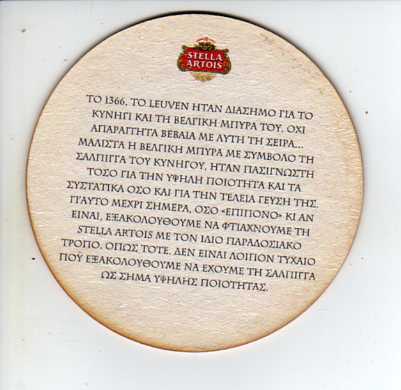 STELLA
ARTOIS
ΤΟ 1366, ΤΟ LEUVEN ΗΤΑΝ ΔΙΑΣΗΜΟ ΓΙΑ ΤΟ
ΚΥΝΗΓΙ ΚΑΙ ΤΗ ΒΕΛΓΙΚΗ ΜΠΥΡΑ ΤΟΥ. ΟΧΙ
ΑΠΑΡΑΙΤΗΤΑ ΒΕΒΑΙΑ ΜΕ ΑΥΤΗ ΤΗ ΣΕΙΡΑ...
ΜΑΛΙΣΤΑ Η ΒΕΛΓΙΚΗ ΜΠΥΡΑ ΜΕ ΣΥΜΒΟΛΟ ΤΗ
ΣΑΛΠΙΓΓΑ ΤΟΥ ΚΥΝΗΓΟΥ, ΗΤΑΝ ΠΑΣΙΓΝΩΣΤΗ
ΤΟΣΟ ΓΙΑ ΤΗΝ ΥΨΗΛΗ ΠΟΙΟΤΗΤΑ ΚΑΙ ΤΑ
ΣΥΣΤΑΤΙΚΑ ΟΣΟ ΚΑΙ ΓΙΑ ΤΗΝ ΤΕΛΕΙΑ ΓΕΥΣΗ ΤΗΣ.
ΓΙ'ΑΥΤΟ ΜΕΧΡΙ ΣΗΜΕΡΑ, ΟΣΟ «ΕΠΙΠΟΝΟ» ΚΙ ΑΝ
ΕΙΝΑΙ, ΕΞΑΚΟΛΟΥΘΟΥΜΕ ΝΑ ΦΤΙΑΧΝΟΥΜΕ ΤΗ
STELLA ARTOIS ΜΕ ΤΟΝ ΙΔΙΟ ΠΑΡΑΔΟΣΙΑΚΟ
ΤΡΟΠΟ, ΟΠΩΣ ΤΟΤΕ. ΔΕΝ ΕΙΝΑΙ ΛΟΙΠΟΝ ΤΥΧΑΙΟ
ΠΟΥ ΕΞΑΚΟΛΟΥΘΟΥΜΕ ΝΑ ΕΧΟΥΜΕ ΤΗ ΣΑΛΠΙΓΓΑ
ΩΣ ΣΗΜΑ ΥΨΗΛΗΣ ΠΟΙΟΤΗΤΑΣ.